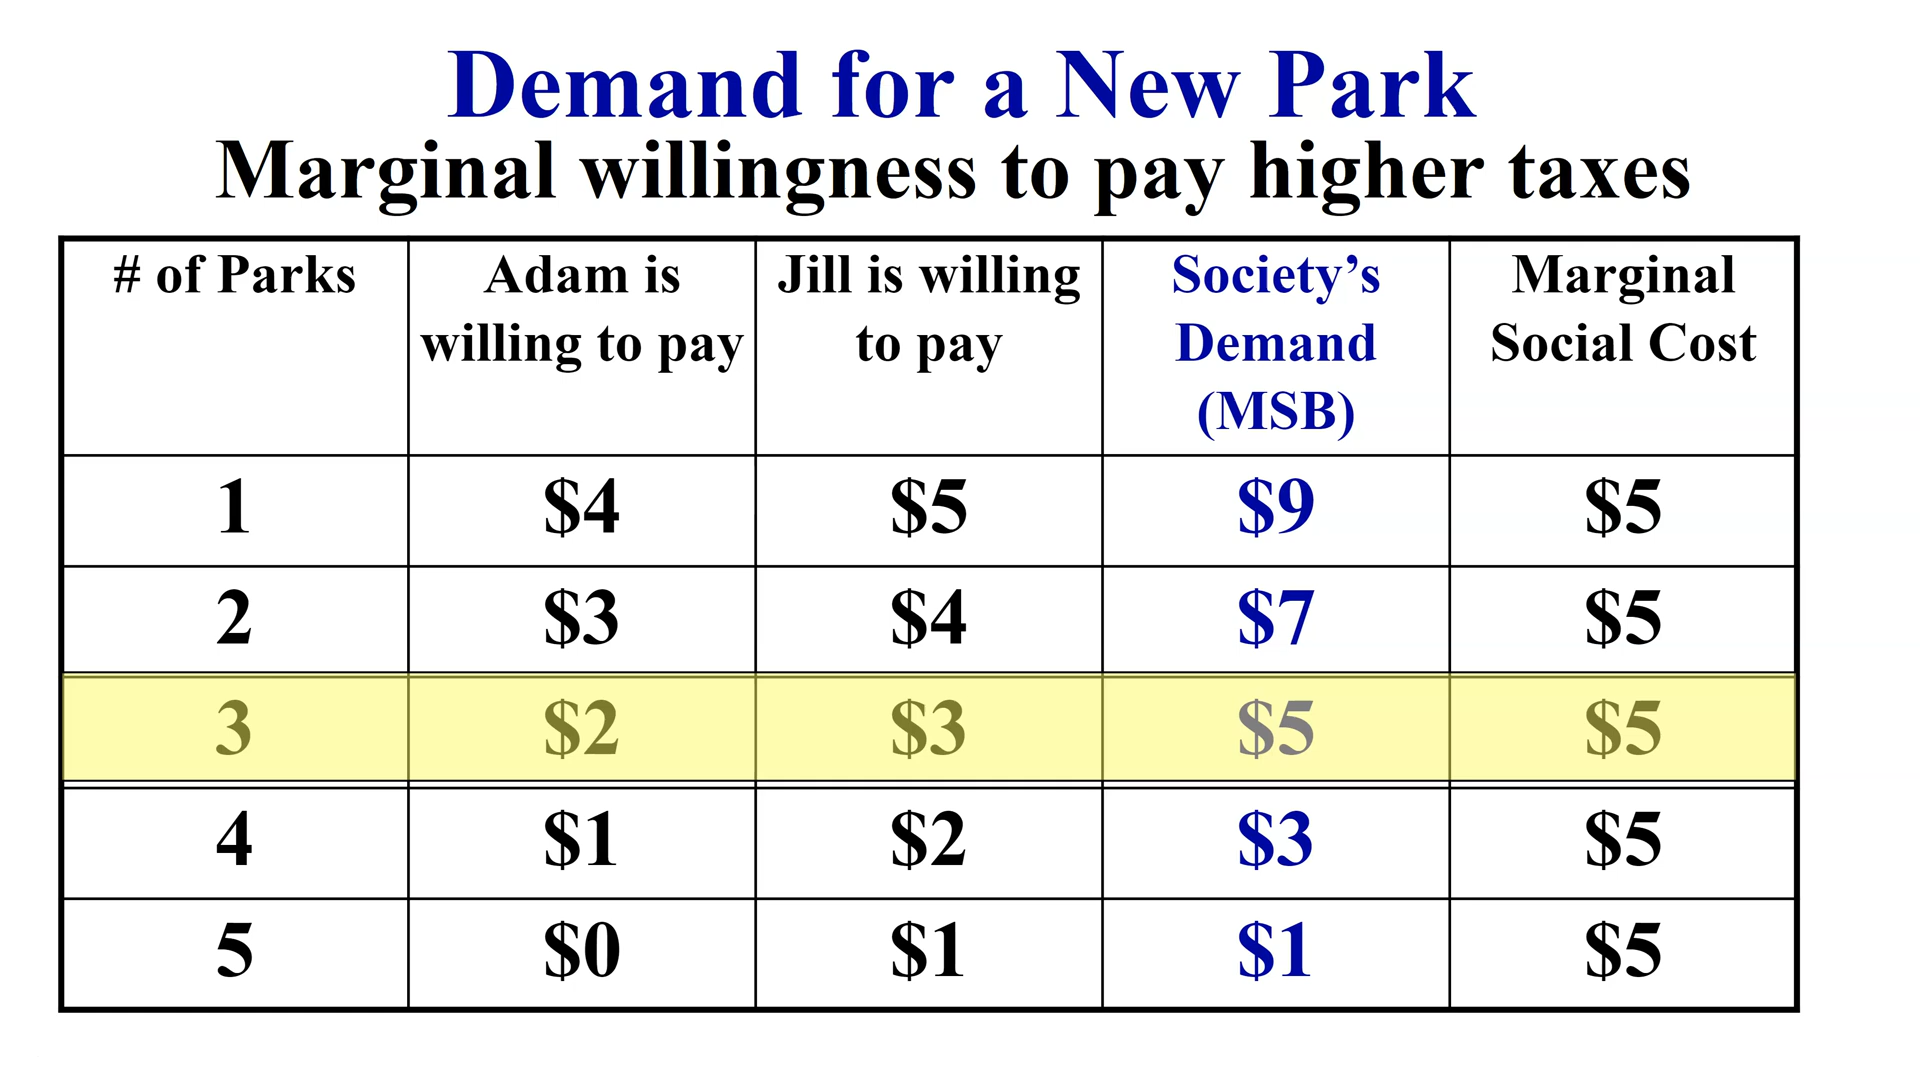 Demand for a New Park
Marginal willingness to pay higher taxes
# of Parks
Adam is
willing to pay
Jill is willing
to pay
Society’s
Demand
(MSB)
Marginal
Social Cost
1 $4 $5 $9 $5
2 $3 $4 $7 $5
3 $2 $3 $5 $5
4 $1 $2 $3 $5
5 $0 $1 $1 $5